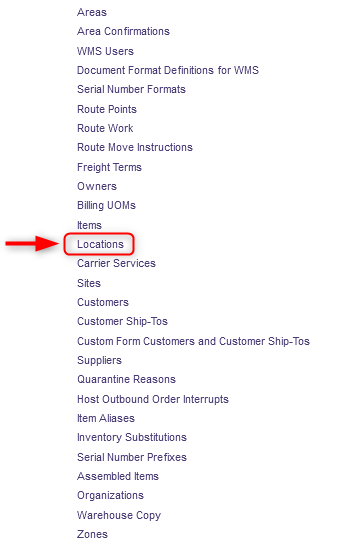 Areas
Area Confirmations
WMS Users
Document Format Definitions for WMS
Serial Number Formats
Route Points
Route Work
Route Move Instructions
Freight Terms
Owners
Billing UOMs
Items
Locations
Carrier Services
Sites
Customers
Customer Ship-Tos
Custom Form Customers and Customer Ship-Tos
Suppliers
Quarantine Reasons
Host Outbound Order Interrupts
Item Aliases
Inventory Substitutions
Serial Number Prefixes
Assembled Items
Organizations
Warehouse Copy
Zones